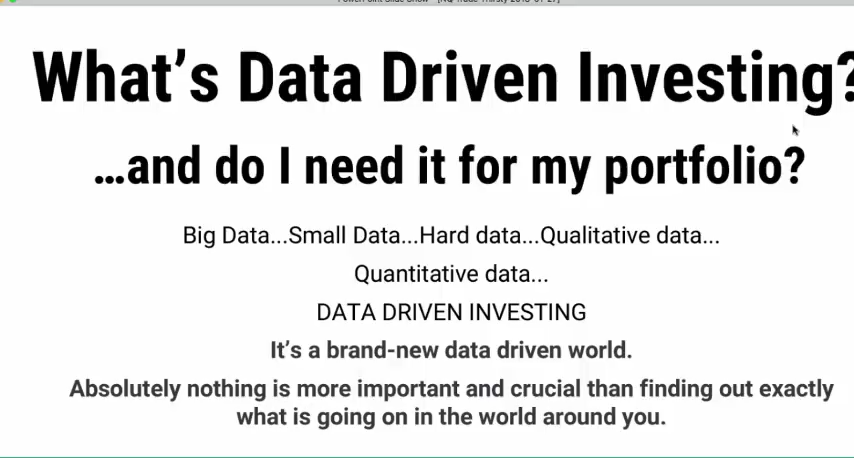 What's Data Driven Investing?
...and do I need it for my portfolio?
Big Data...Small Data...Hard data...Qualitative data...
Quantitative data...
DATA DRIVEN INVESTING
It's a brand-new data driven world.
Absolutely nothing is more important and crucial than finding out exactly
what is going on in the world around you.